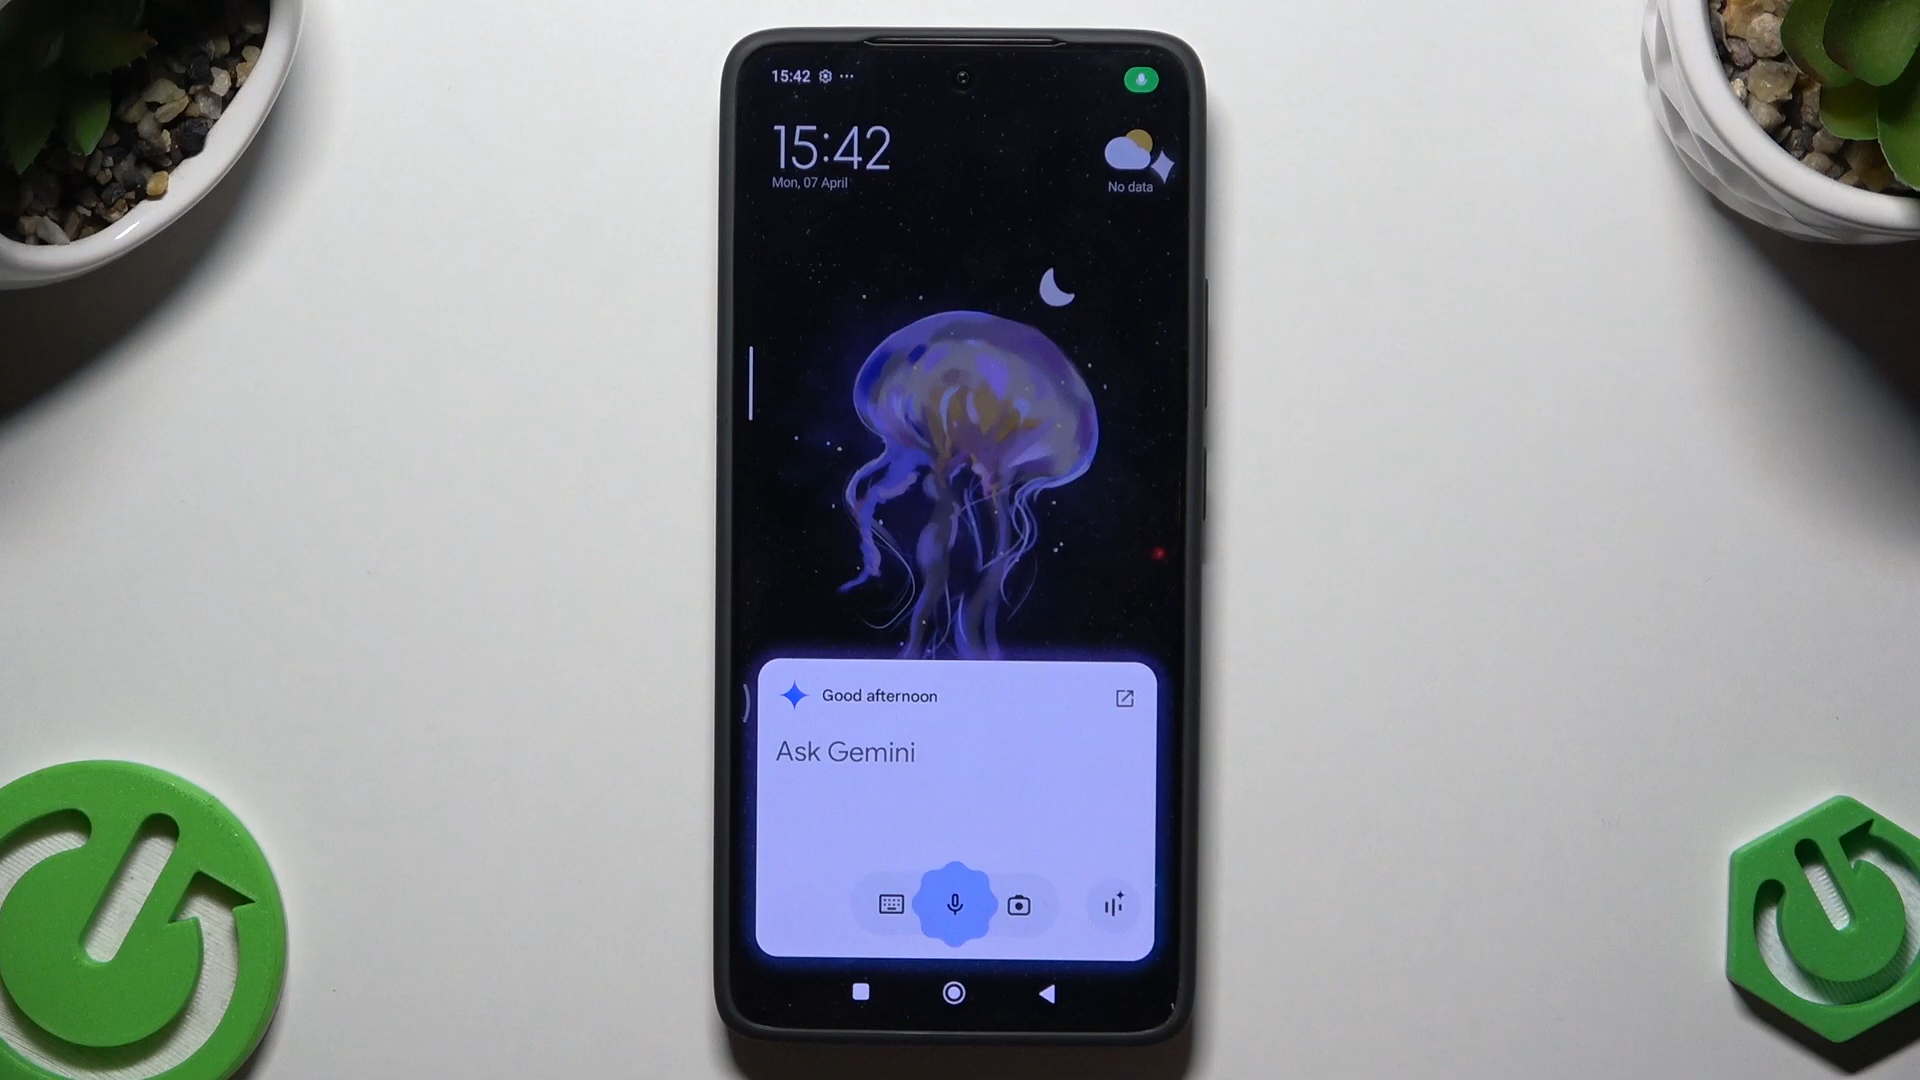 15:42
15:42
Mon, 07 April
No data
Good afternoon
Ask Gemini